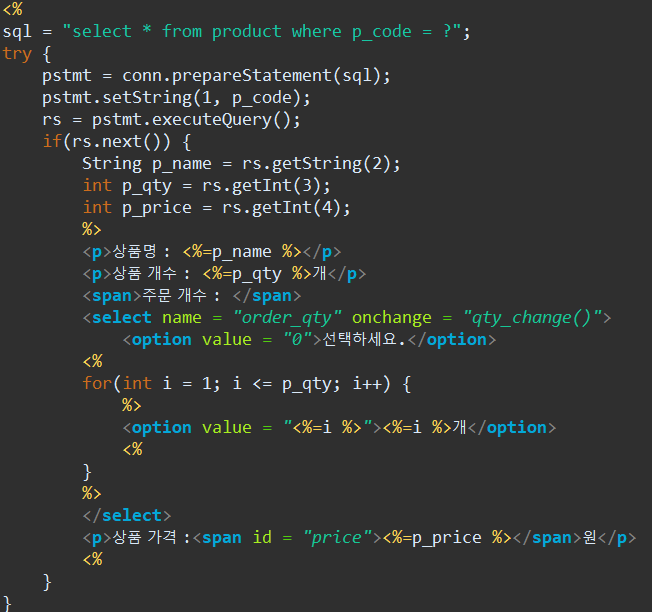 <%
sql = "select * from product where p_code = ?";
try {
    pstmt = conn.prepareStatement(sql);
    pstmt.setString(1, p_code);
    rs = pstmt.executeQuery();
    if(rs.next()) {
        String p_name = rs.getString(2);
        int p_qty = rs.getInt(3);
        int p_price = rs.getInt(4);
        %>
        <p>상품명 : <%=p_name %></p>
        <p>상품 개수 : <%=p_qty %>개</p>
        <span>주문 개수 : </span>
        <select name = "order_qty" onchange = "qty_change()">
            <option value = "0">선택하세요.</option>
        <%
        for(int i = 1; i <= p_qty; i++) {
            %>
            <option value = "<%=i %>"><%=i %>개</option>
            <%
        }
        %>
        </select>
        <p>상품 가격 :<span id = "price"><%=p_price %></span>원</p>
        <%
    }
}